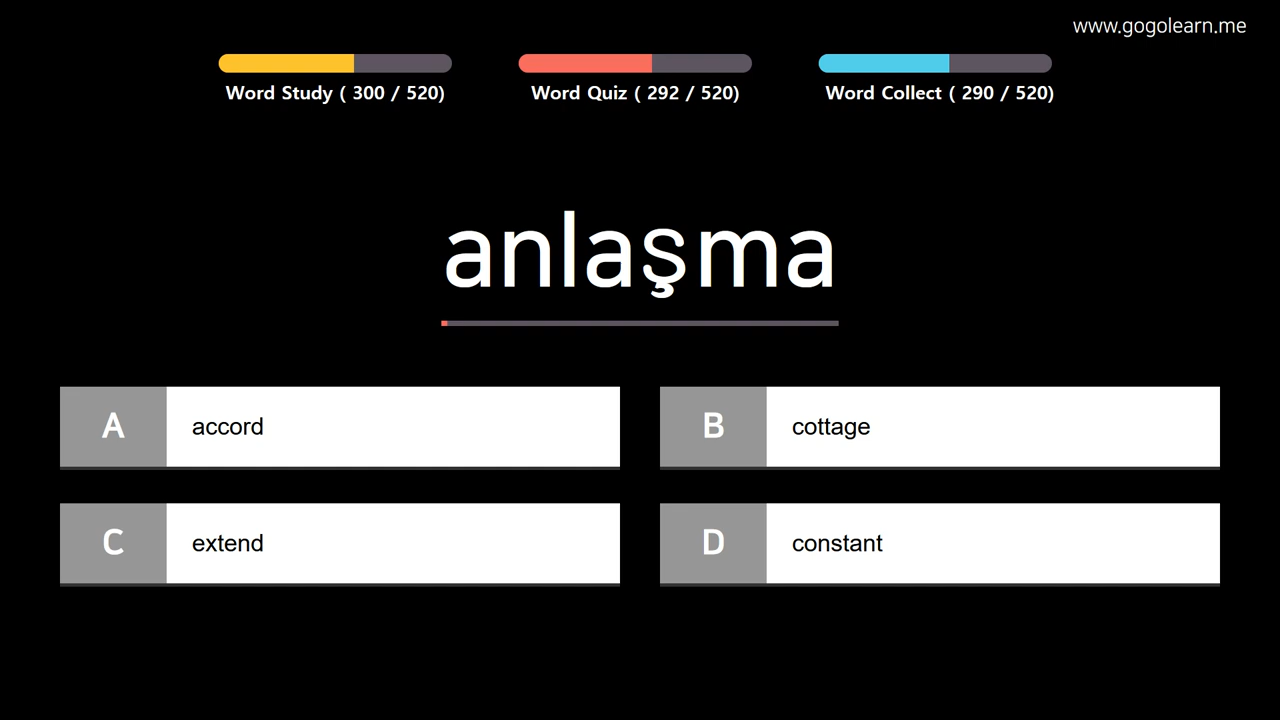 www.gogolearn.me
Word Study ( 300 / 520)
Word Quiz ( 292 / 520)
Word Collect ( 290 / 520)
anlaşma
A accord
B cottage
C extend
D constant